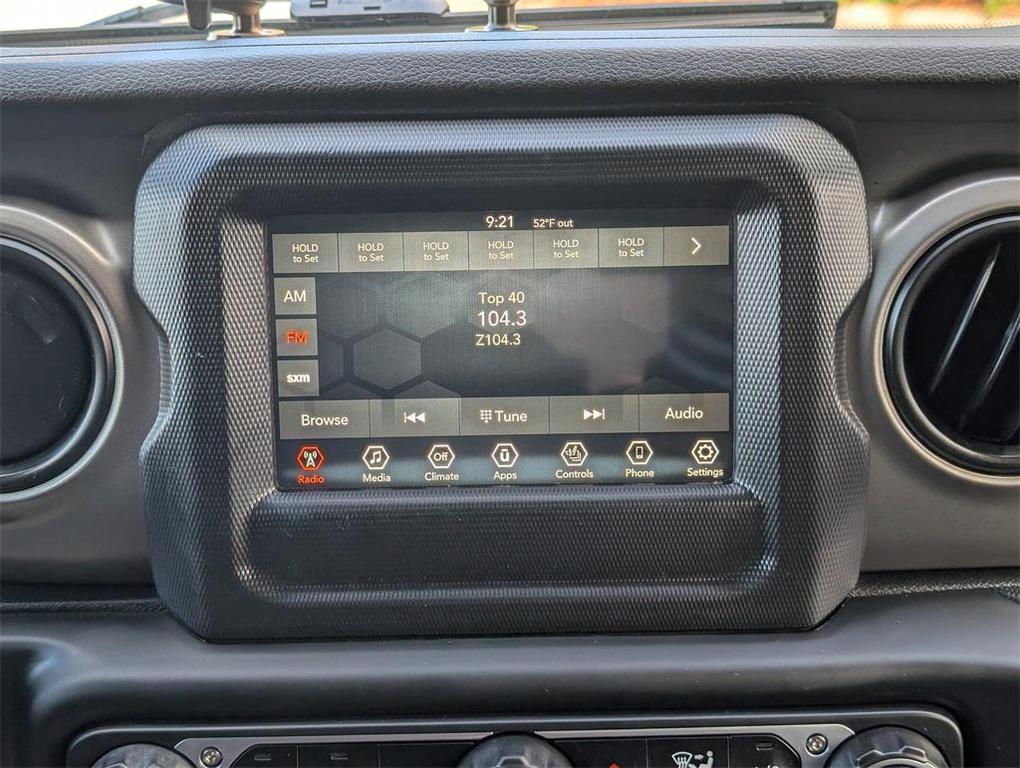 9:21 52°F out
HOLD to Set
HOLD to Set
HOLD to Set
HOLD to Set
HOLD to Set
HOLD to Set
AM
FM
sxm
Top 40
104.3
Z104.3
Browse
Tune
Audio
Radio
Media
Off
Climate
ü
Apps
Controls
Phone
Settings